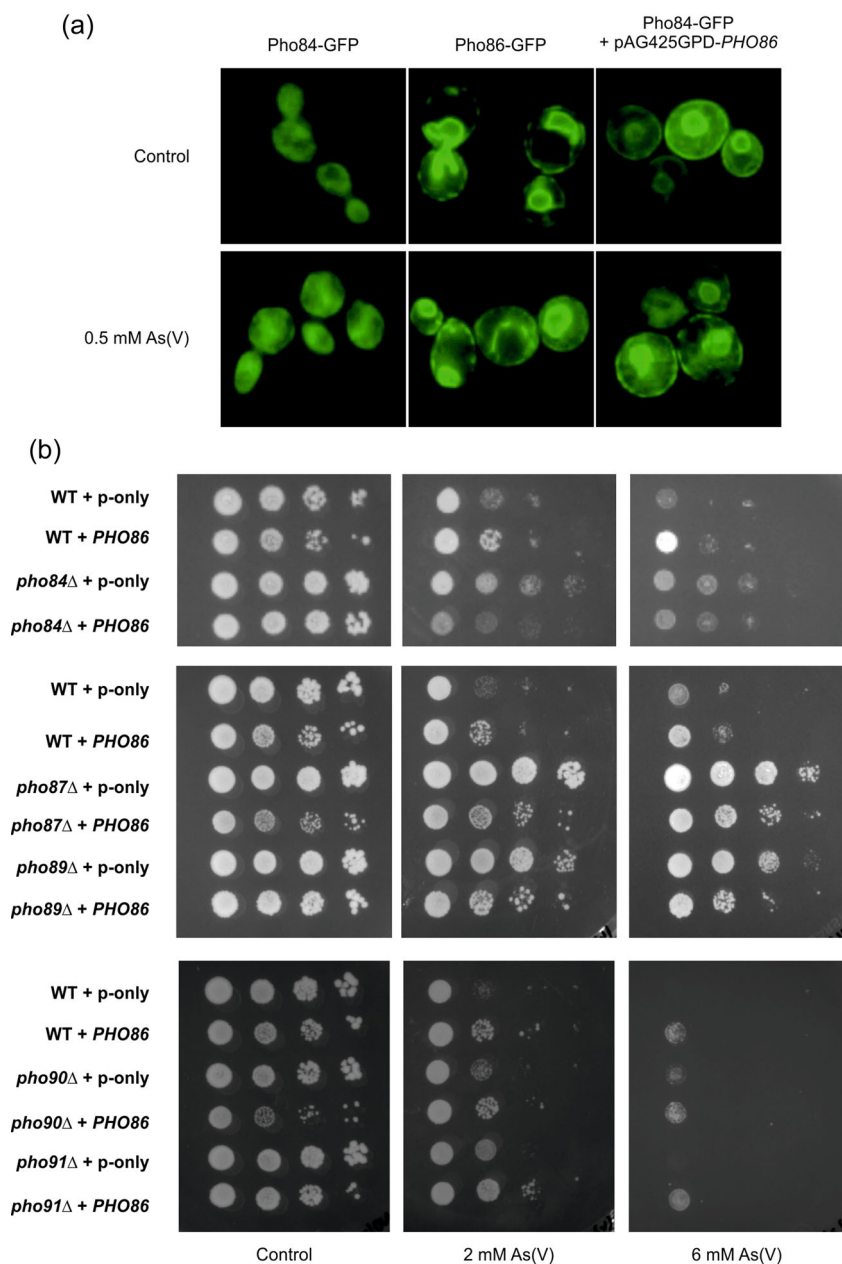 (a)
Pho84-GFP
Pho86-GFP
Pho84-GFP
+ pAG425GPD-PHO86
Control
0.5 mM As(V)
(b)
WT + p-only
WT + PHO86
pho84Δ + p-only
pho84Δ + PHO86
WT + p-only
WT + PHO86
pho87Δ + p-only
pho87Δ + PHO86
pho89Δ + p-only
pho89Δ + PHO86
WT + p-only
WT + PHO86
pho90Δ + p-only
pho90Δ + PHO86
pho91Δ + p-only
pho91Δ + PHO86
Control
2 mM As(V)
6 mM As(V)